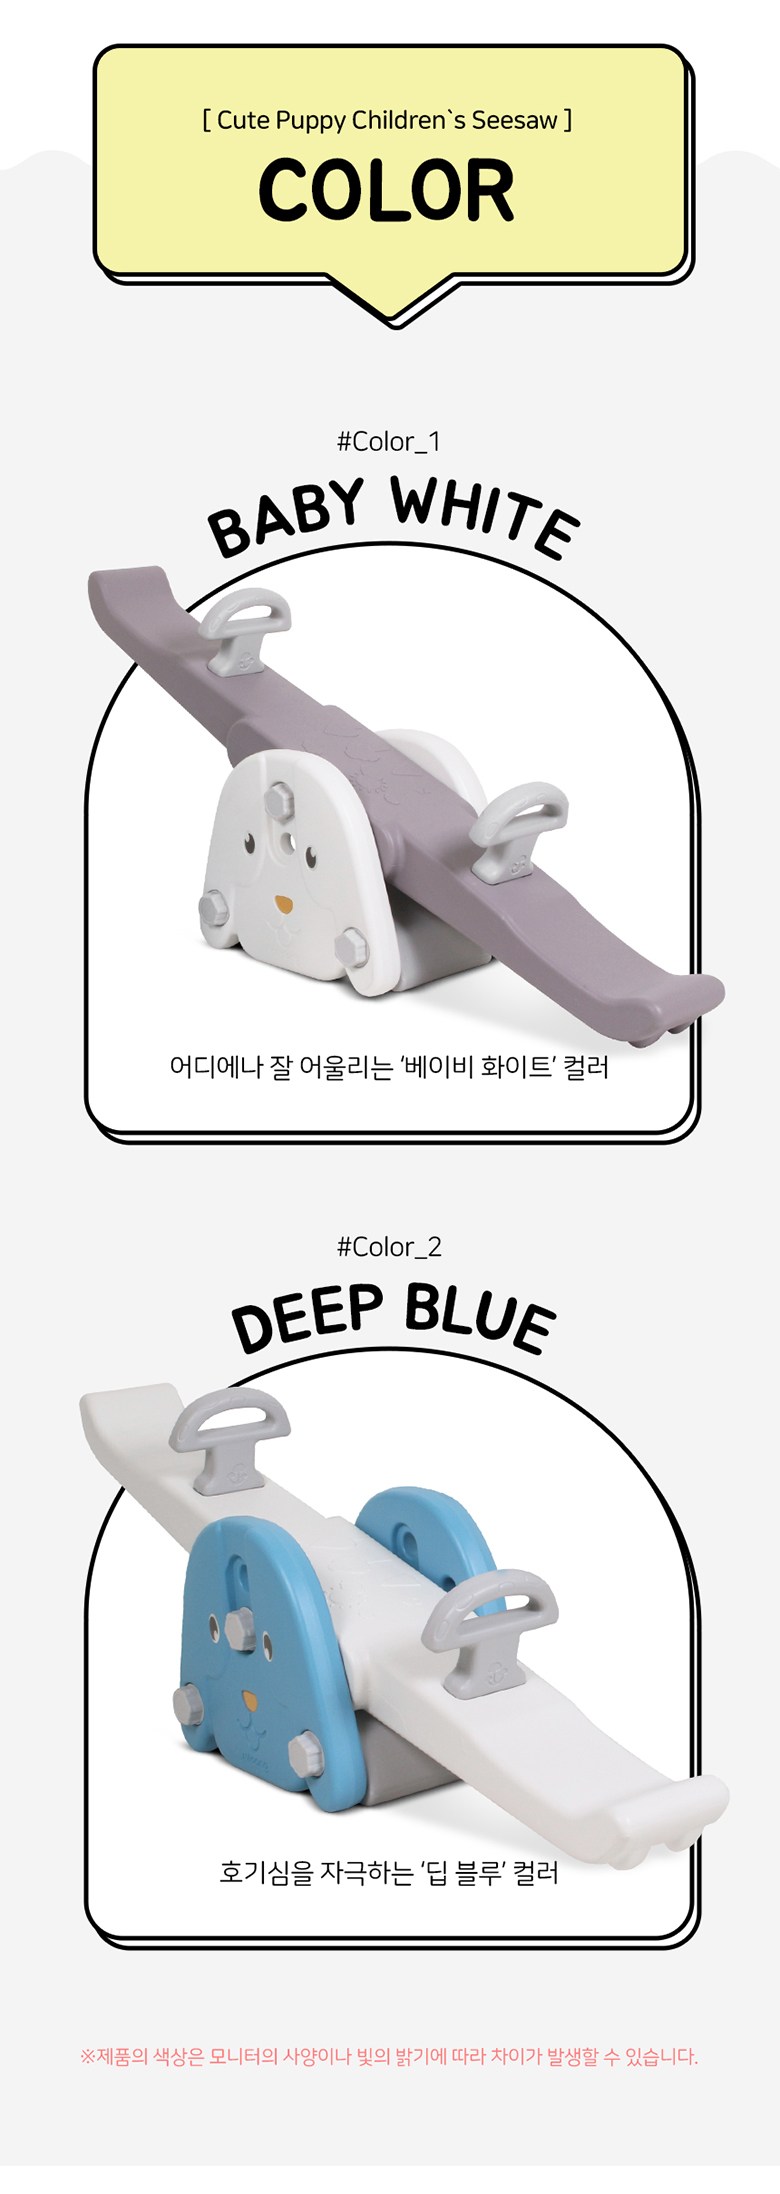 [ Cute Puppy Children`s Seesaw ]
COLOR
#Color_1
BABY WHITE
어디에나 잘 어울리는 ‘베이비 화이트’ 컬러
#Color_2
DEEP BLUE
호기심을 자극하는 ‘딥 블루’ 컬러
※제품의 색상은 모니터의 사양이나 빛의 밝기에 따라 차이가 발생할 수 있습니다.